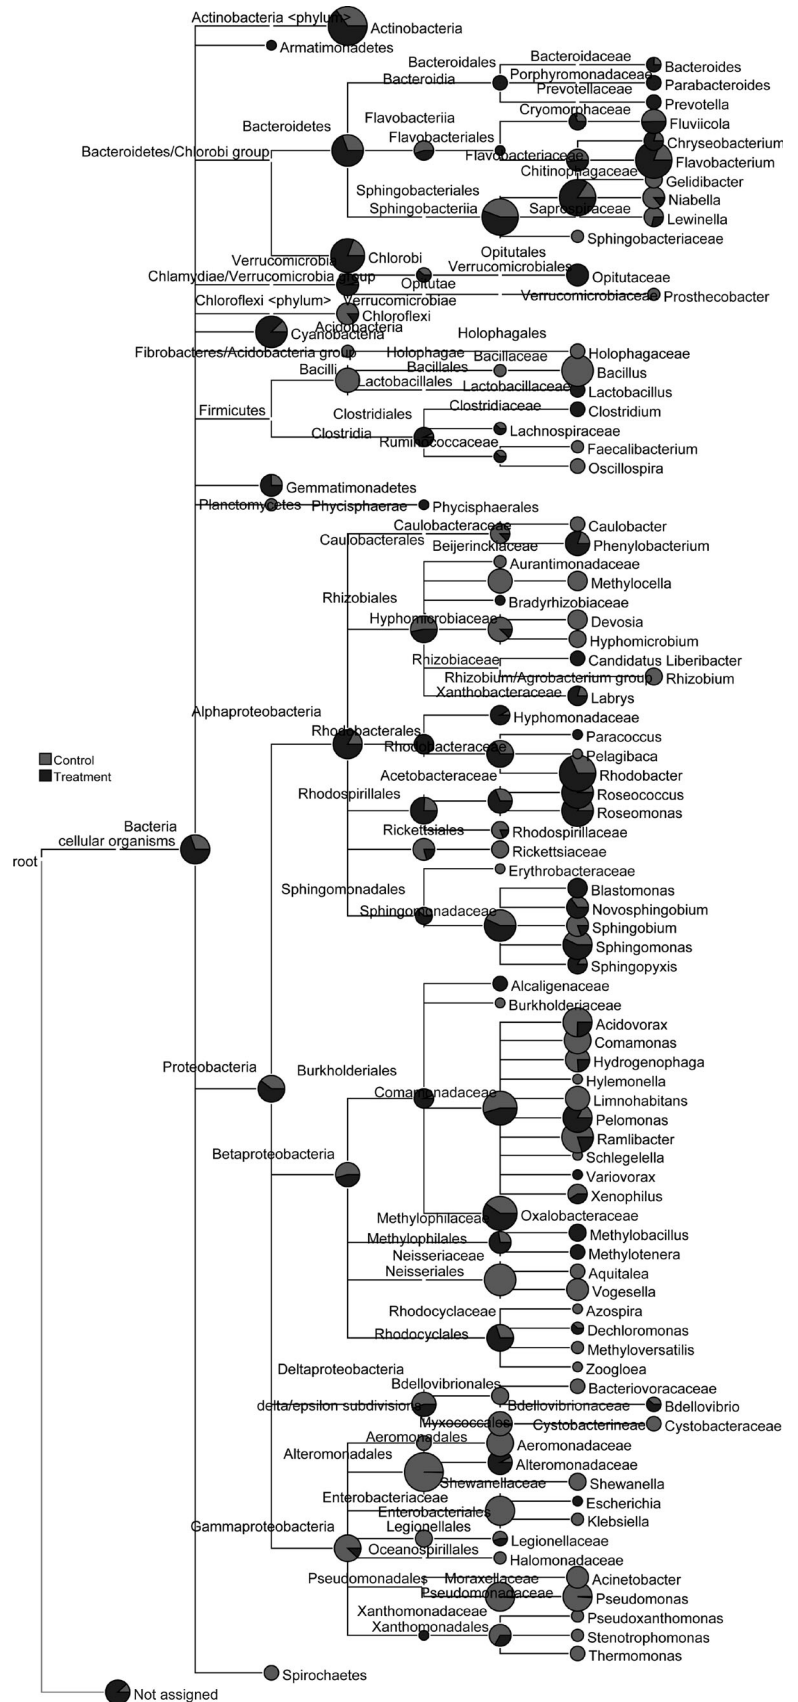 Actinobacteria <phylum>
Actinobacteria
Armatimonadetes
Bacteroidaceae
Bacteroidales
Bacteroides
Porphyromonadaceae
Bacteroidia
Parabacteroides
Prevotellaceae
Prevotella
Cryomorphaceae
Flavobacteriia
Fluviicola
Bacteroidetes
Flavobacteriales
Chryseobacterium
Bacteroidetes/Chlorobi group
Flavobacteriaceae
Flavobacterium
Chitinophagaceae
Gelidibacter
Sphingobacteriales
Niabella
Sphingobacteriia
Saprospiraceae
Lewinella
Sphingobacteriaceae
Opitutales
Verrucomicrobia
Chlorobi
Verrucomicrobiales
Chlamydiae/Verrucomicrobia group
Opitutaceae
Opitutae
Verrucomicrobiaceae
Prosthecobacter
Chloroflexi <phylum>
Verrucomicrobiae
Chloroflexi
Acidobacteria
Cyanobacteria
Holophagales
Fibrobacteres/Acidobacteria group
Holophagae
Bacillaceae
Holophagaceae
Bacilli
Bacillales
Bacillus
Lactobacillales
Lactobacillaceae
Lactobacillus
Firmicutes
Clostridiales
Clostridiaceae
Clostridium
Clostridia
Lachnospiraceae
Ruminococcaceae
Faecalibacterium
Oscillospira
Gemmatimonadetes
Planctomycetes
Phycisphaerae
Phycisphaerales
Caulobacteraceae
Caulobacter
Caulobacterales
Beijerinckiaceae
Phenylobacterium
Aurantimonadaceae
Methylocella
Rhizobiales
Bradyrhizobiaceae
Hyphomicrobiaceae
Devosia
Hyphomicrobium
Rhizobiaceae
Candidatus Liberibacter
Rhizobium/Agrobacterium group
Rhizobium
Xanthobacteraceae
Labrys
Alphaproteobacteria
Hyphomonadaceae
Rhodobacterales
Paracoccus
Rhodobacteraceae
Pelagibaca
Control
Treatment
Acetobacteraceae
Rhodobacter
Rhodospirillales
Roseococcus
Roseomonas
Bacteria
Rickettsiales
Rhodospirillaceae
cellular organisms
Rickettsiaceae
root
Erythrobacteraceae
Sphingomonadales
Blastomonas
Sphingomonadaceae
Novosphingobium
Sphingobium
Sphingomonas
Sphingopyxis
Alcaligenaceae
Burkholderiaceae
Acidovorax
Comamonas
Proteobacteria
Burkholderiales
Hydrogenophaga
Hylemonella
Comamonadaceae
Limnohabitans
Pelomonas
Ramlibacter
Betaproteobacteria
Schlegelella
Variovorax
Xenophilus
Methylophilaceae
Oxalobacteraceae
Methylophilales
Methylobacillus
Neisseriaceae
Methylotenera
Neisseriales
Aquitalea
Vogesella
Rhodocyclaceae
Azospira
Rhodocyclales
Dechloromonas
Methyloversatilis
Deltaproteobacteria
Zoogloea
Bdellovibrionales
Bacteriovoracaceae
delta/epsilon subdivisions
Bdellovibrionaceae
Bdellovibrio
Myxococcales
Cystobacterineae
Cystobacteraceae
Aeromonadales
Aeromonadaceae
Alteromonadales
Alteromonadaceae
Shewanellaceae
Shewanella
Enterobacteriaceae
Escherichia
Enterobacteriales
Klebsiella
Gammaproteobacteria
Legionellales
Legionellaceae
Oceanospirillales
Halomonadaceae
Pseudomonadales
Moraxellaceae
Acinetobacter
Pseudomonadaceae
Pseudomonas
Xanthomonadaceae
Pseudoxanthomonas
Xanthomonadales
Stenotrophomonas
Thermomonas
Spirochaetes
Not assigned